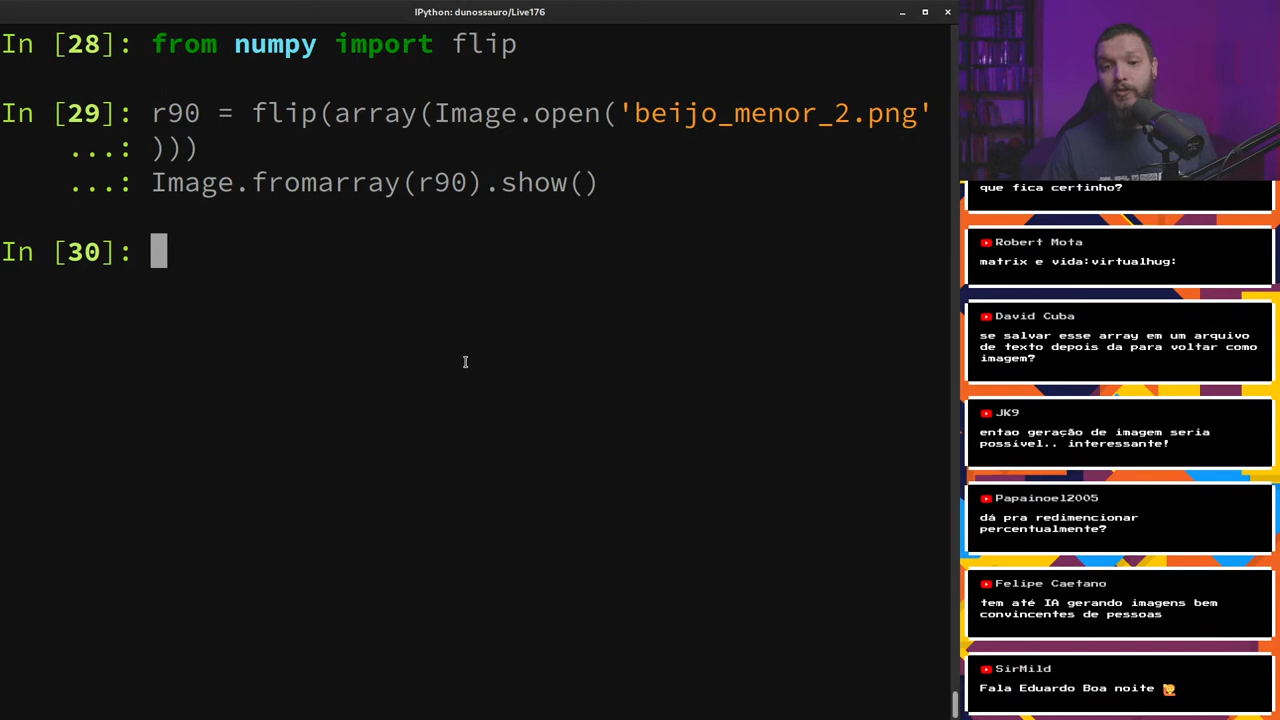 IPython: dunossauro/Live176
In [28]: from numpy import flip
In [29]: r90 = flip(array(Image.open('beijo_menor_2.png'
...: )))
...: Image.fromarray(r90).show()
In [30]:
que fica certinho?
Robert Mota
matrix e vida:virtualhug:
David Cuba
se salvar esse array em um arquivo
de texto depois da para voltar como
imagem?
JK9
entao geração de imagem seria
possivel.. interessante!
Papainoel2005
dá pra redimencionar
percentualmente?
Felipe Caetano
tem até IA gerando imagens bem
convincentes de pessoas
SirMild
Fala Eduardo Boa noite 🙋